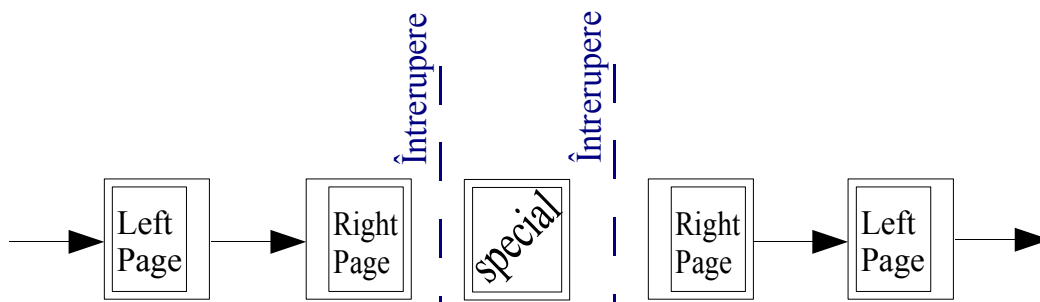 Întrerupere
Întrerupere
Left
Page
Right
Page
special
Right
Page
Left
Page